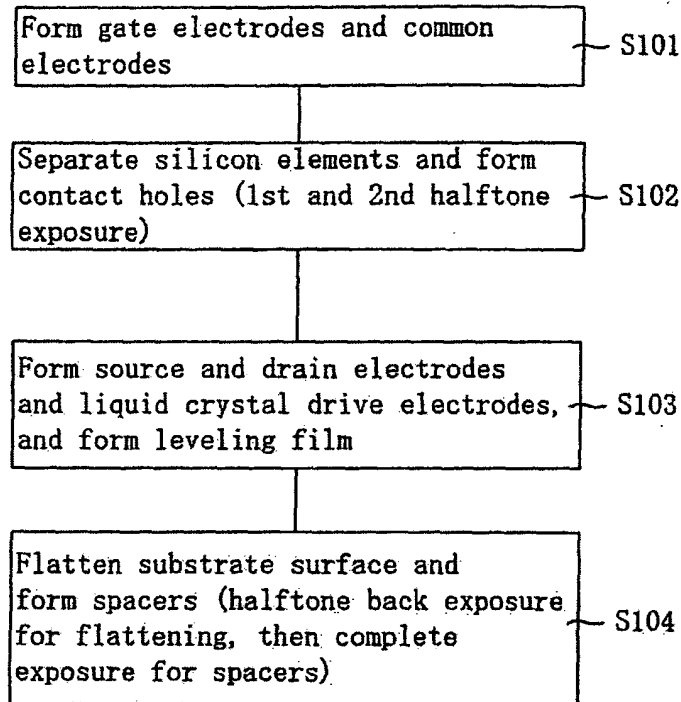 Form gate electrodes and common
electrodes
S101
Separate silicon elements and form
contact holes (1st and 2nd halftone
exposure)
S102
Form source and drain electrodes
and liquid crystal drive electrodes,
and form leveling film
S103
Flatten substrate surface and
form spacers (halftone back exposure
for flattening, then complete
exposure for spacers)
S104